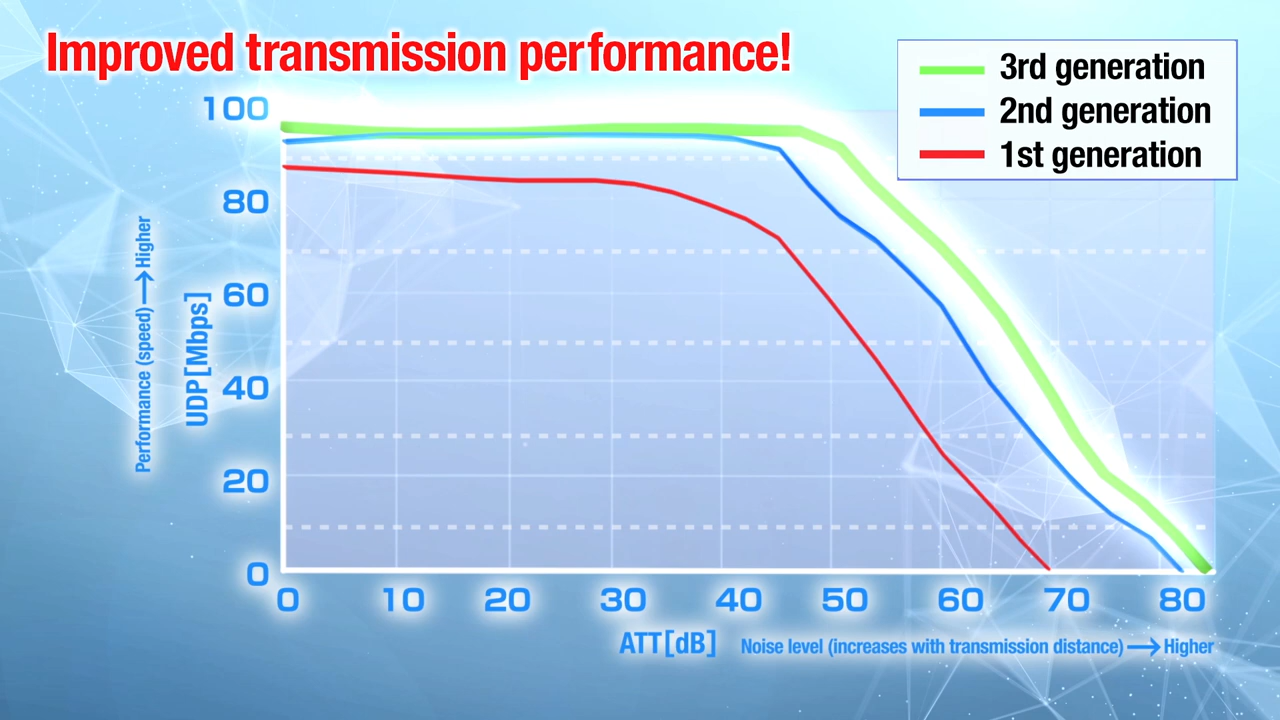 Improved transmission performance!
3rd generation
2nd generation
1st generation
100
80
60
40
20
0
Performance (speed) → Higher
UDP[Mbps]
0 10 20 30 40 50 60 70 80
ATT[dB] Noise level (increases with transmission distance) → Higher